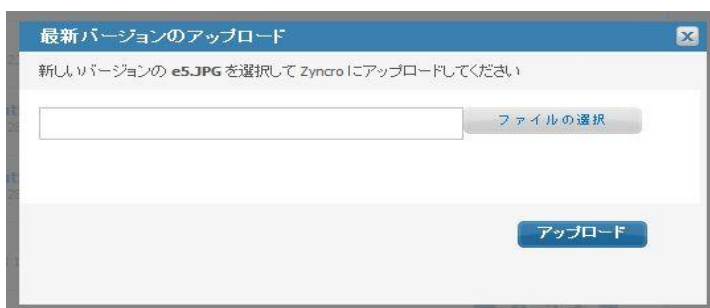 最新バージョンのアップロード
新しいバージョンの e5.JPG を選択して Zyncro にアップロードしてください
ファイルの選択
アップロード